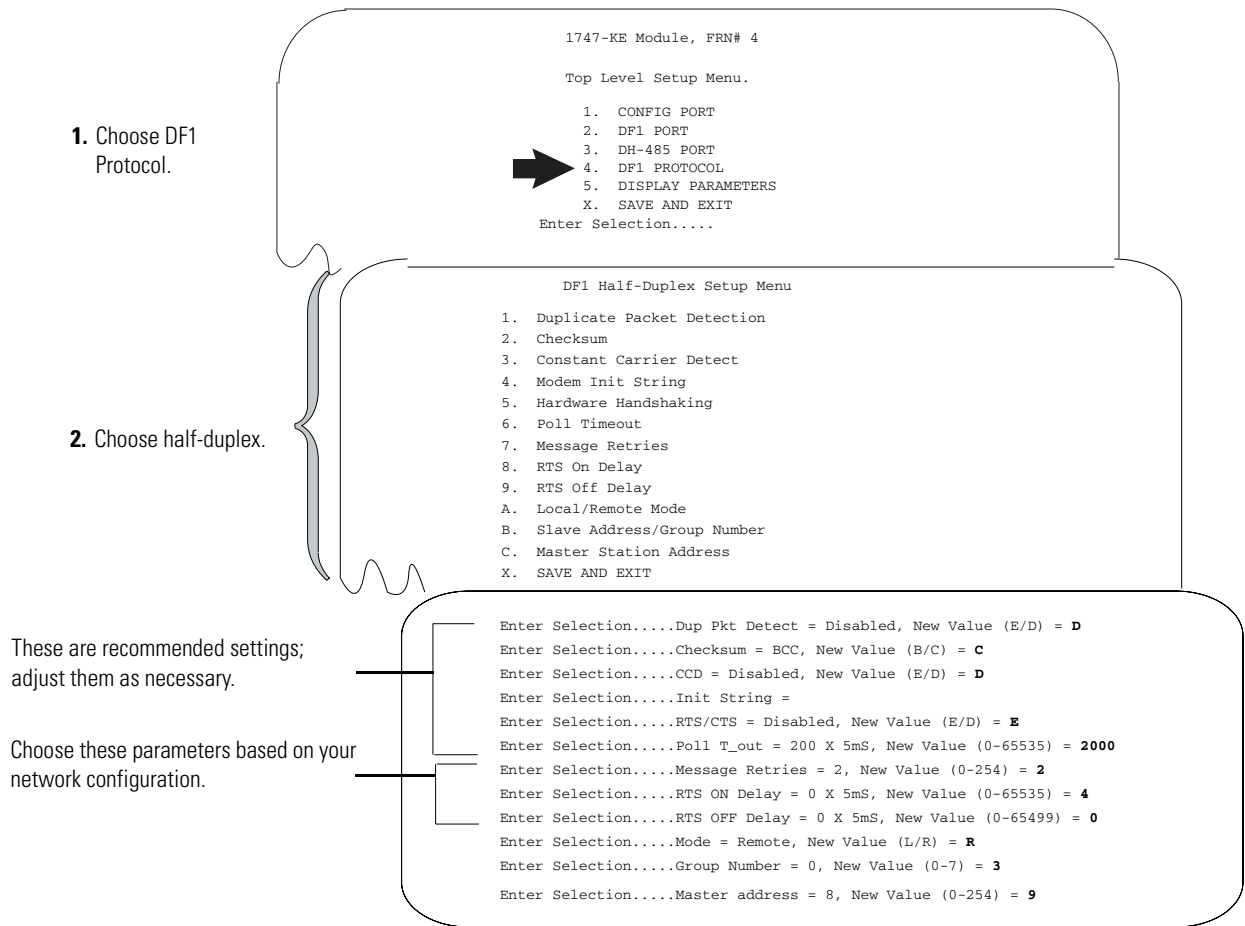 1747-KE Module, FRN# 4
Top Level Setup Menu.
1. CONFIG PORT
2. DF1 PORT
3. DH-485 PORT
4. DF1 PROTOCOL
5. DISPLAY PARAMETERS
X. SAVE AND EXIT
Enter Selection.....
1. Choose DF1
Protocol.
DF1 Half-Duplex Setup Menu
1. Duplicate Packet Detection
2. Checksum
3. Constant Carrier Detect
4. Modem Init String
5. Hardware Handshaking
6. Poll Timeout
7. Message Retries
8. RTS On Delay
9. RTS Off Delay
A. Local/Remote Mode
B. Slave Address/Group Number
C. Master Station Address
X. SAVE AND EXIT
2. Choose half-duplex.
These are recommended settings;
adjust them as necessary.
Choose these parameters based on your
network configuration.
Enter Selection.....Dup Pkt Detect = Disabled, New Value (E/D) = D
Enter Selection.....Checksum = BCC, New Value (B/C) = C
Enter Selection.....CCD = Disabled, New Value (E/D) = D
Enter Selection.....Init String =
Enter Selection.....RTS/CTS = Disabled, New Value (E/D) = E
Enter Selection.....Poll T_out = 200 X 5mS, New Value (0-65535) = 2000
Enter Selection.....Message Retries = 2, New Value (0-254) = 2
Enter Selection.....RTS ON Delay = 0 X 5mS, New Value (0-65535) = 4
Enter Selection.....RTS OFF Delay = 0 X 5mS, New Value (0-65499) = 0
Enter Selection.....Mode = Remote, New Value (L/R) = R
Enter Selection.....Group Number = 0, New Value (0-7) = 3
Enter Selection.....Master address = 8, New Value (0-254) = 9